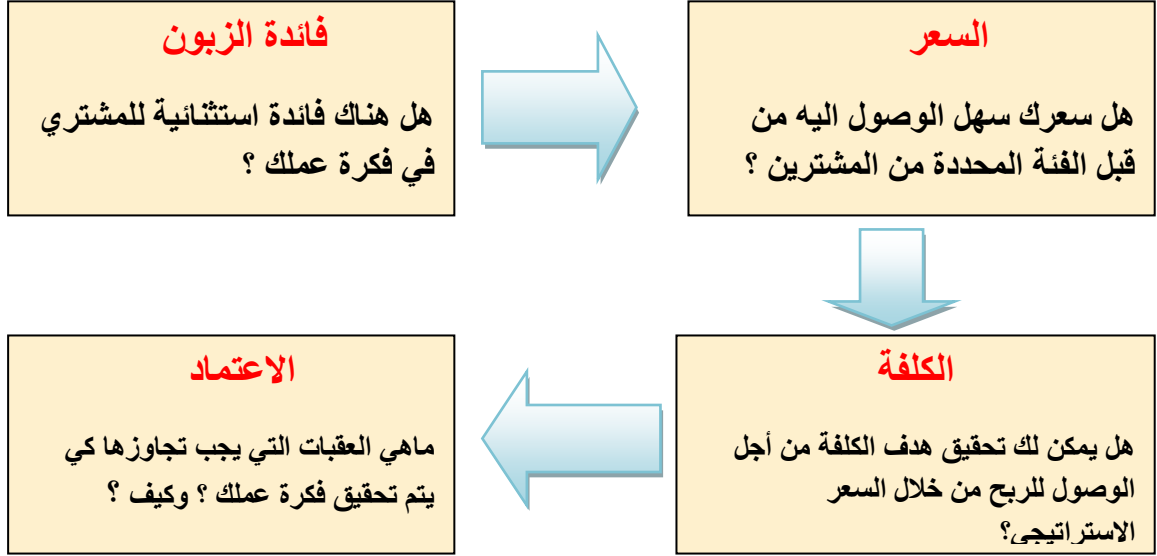 فائدة الزبون
هل هناك فائدة استثنائية للمشتري
في فكرة عملك ؟
السعر
هل سعرك سهل الوصول اليه من
قبل الفئة المحددة من المشترين ؟
الكلفة
هل يمكن لك تحقيق هدف الكلفة من أجل
الوصول للربح من خلال السعر
الاستراتيجي؟
الاعتماد
ماهي العقبات التي يجب تجاوزها كي
يتم تحقيق فكرة عملك ؟ وكيف ؟